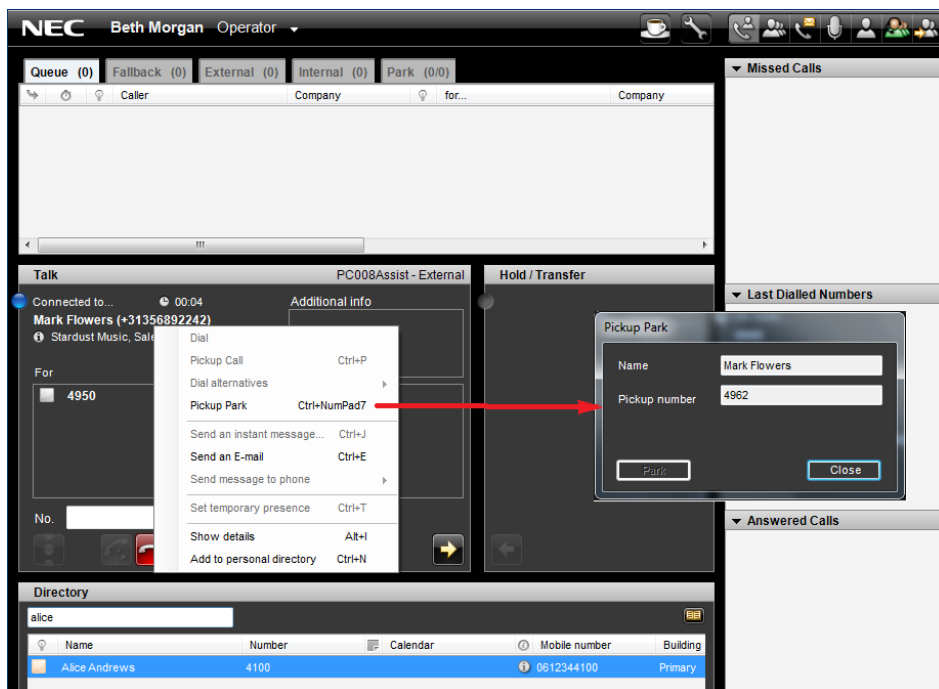 NEC Beth Morgan Operator
Queue (0) Fallback (0) External (0) Internal (0) Park (0/0)
Caller Company for... Company
Missed Calls
Talk PC008Assist - External
Hold / Transfer
Last Dialled Numbers
Connected to... 00:04 Additional info
Mark Flowers (+31356892242)
Stardust Music, Sale
For
4950
No.
Dial
Pickup Call Ctrl+P
Dial alternatives
Pickup Park Ctrl+NumPad7
Send an instant message... Ctrl+J
Send an E-mail Ctrl+E
Send message to phone
Set temporary presence Ctrl+T
Show details Alt+I
Add to personal directory Ctrl+N
Pickup Park
Name Mark Flowers
Pickup number 4962
Park Close
Answered Calls
Directory
alice
Name Number Calendar Mobile number Building
Alice Andrews 4100 0612344100 Primary